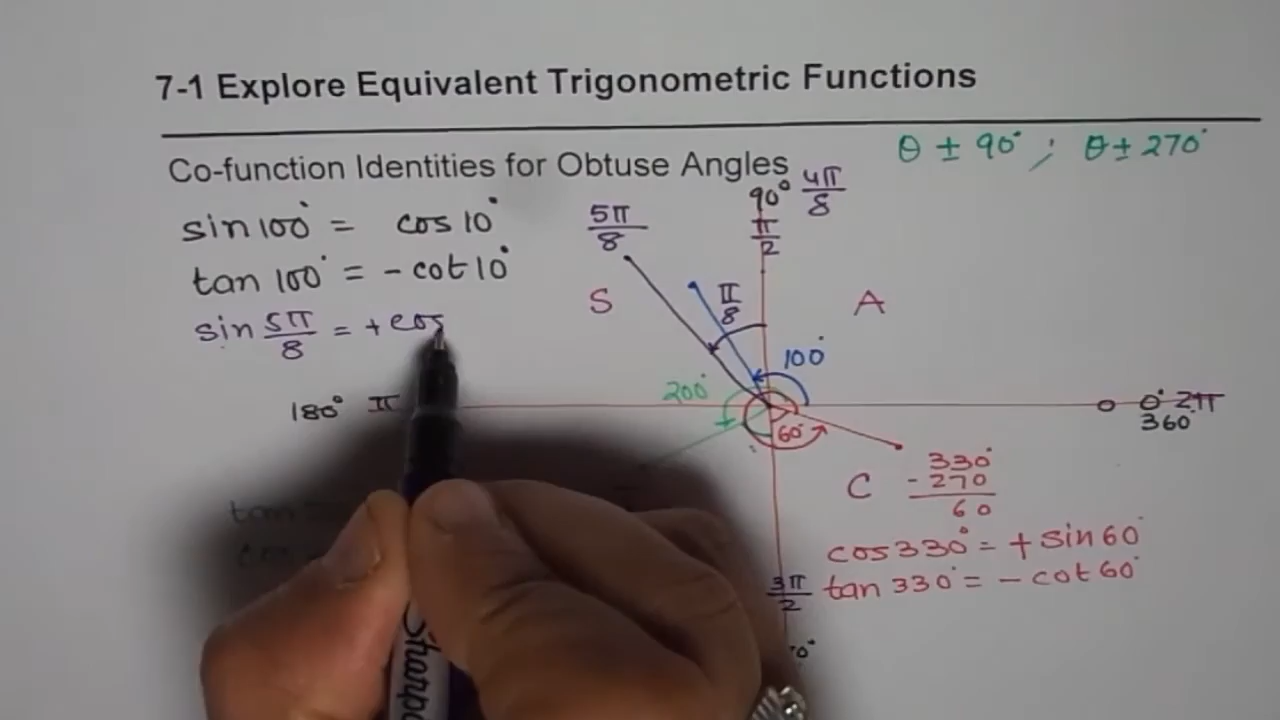 7-1 Explore Equivalent Trigonometric Functions
θ ± 90° ; θ ± 270°
Co-function Identities for Obtuse Angles
sin 100° = cos 10°
tan 100° = - cot 10°
sin 5π/8 = + cos
5π/8
90° 4π/8
π/2
π/8
S
A
100°
200°
180° π
0° 2π
360°
60°
C
330°
- 270
60
cos 330° = + sin 60°
tan 330° = - cot 60°
3π/2
tan
Sharpie